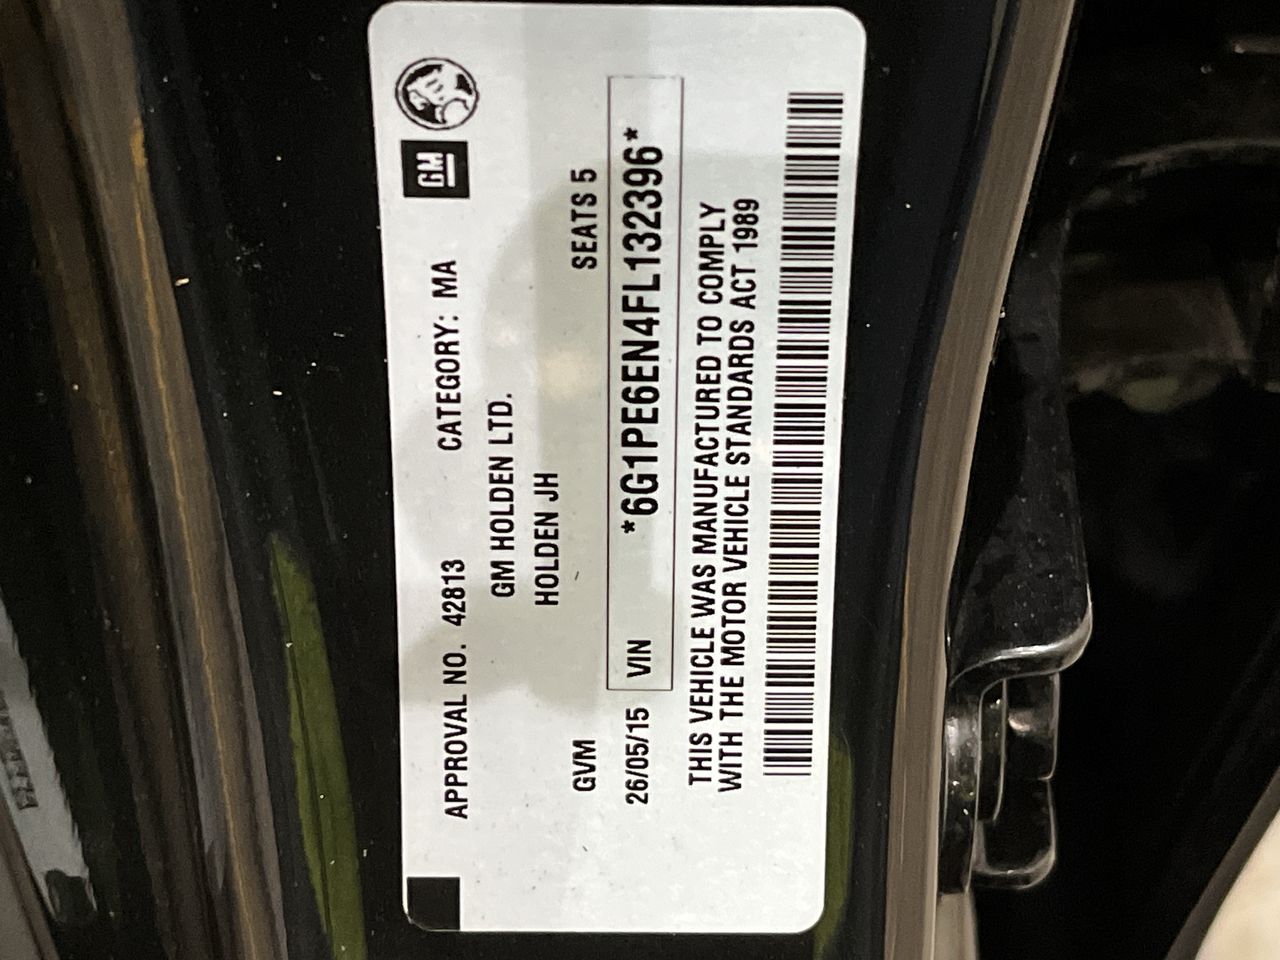 GM
APPROVAL NO. 42813 CATEGORY: MA
GM HOLDEN LTD.
HOLDEN JH
GVM — SEATS 5
26/05/15 VIN *6G1PE6EN4FL132396*
THIS VEHICLE WAS MANUFACTURED TO COMPLY
WITH THE MOTOR VEHICLE STANDARDS ACT 1989